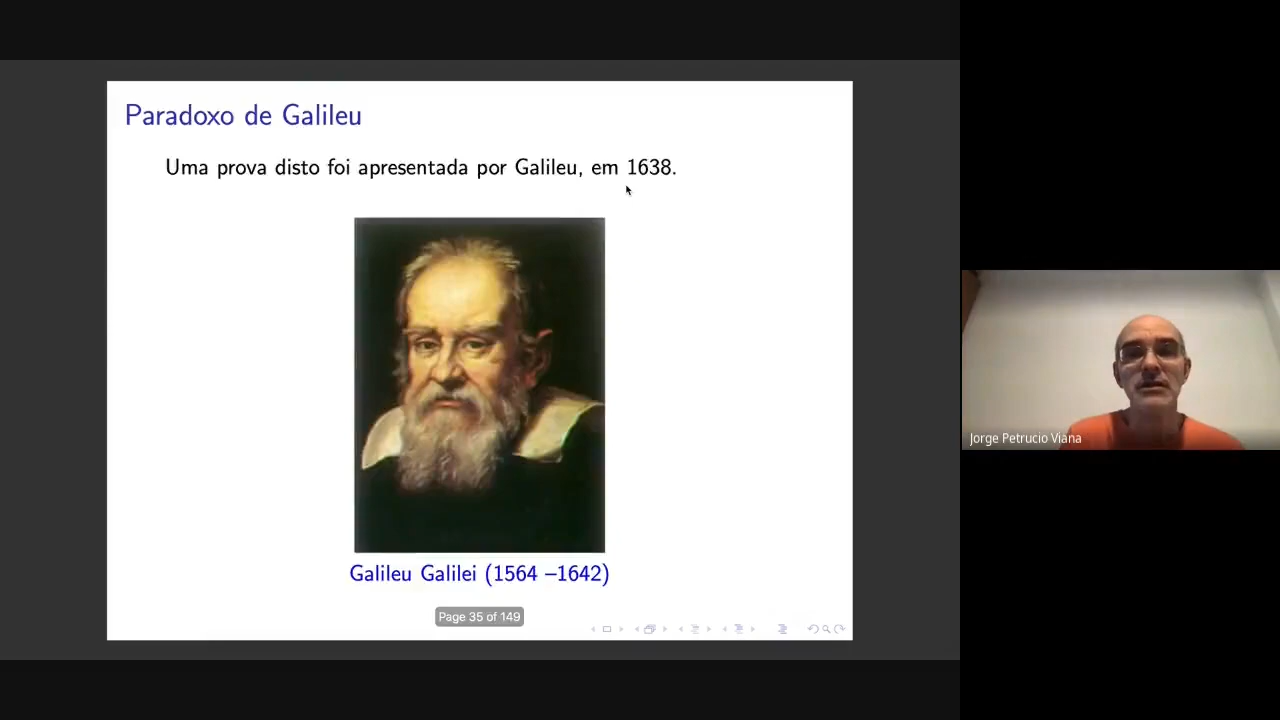 Paradoxo de Galileu
Uma prova disto foi apresentada por Galileu, em 1638.
Galileu Galilei (1564 –1642)
Page 35 of 149
Jorge Petrucio Viana